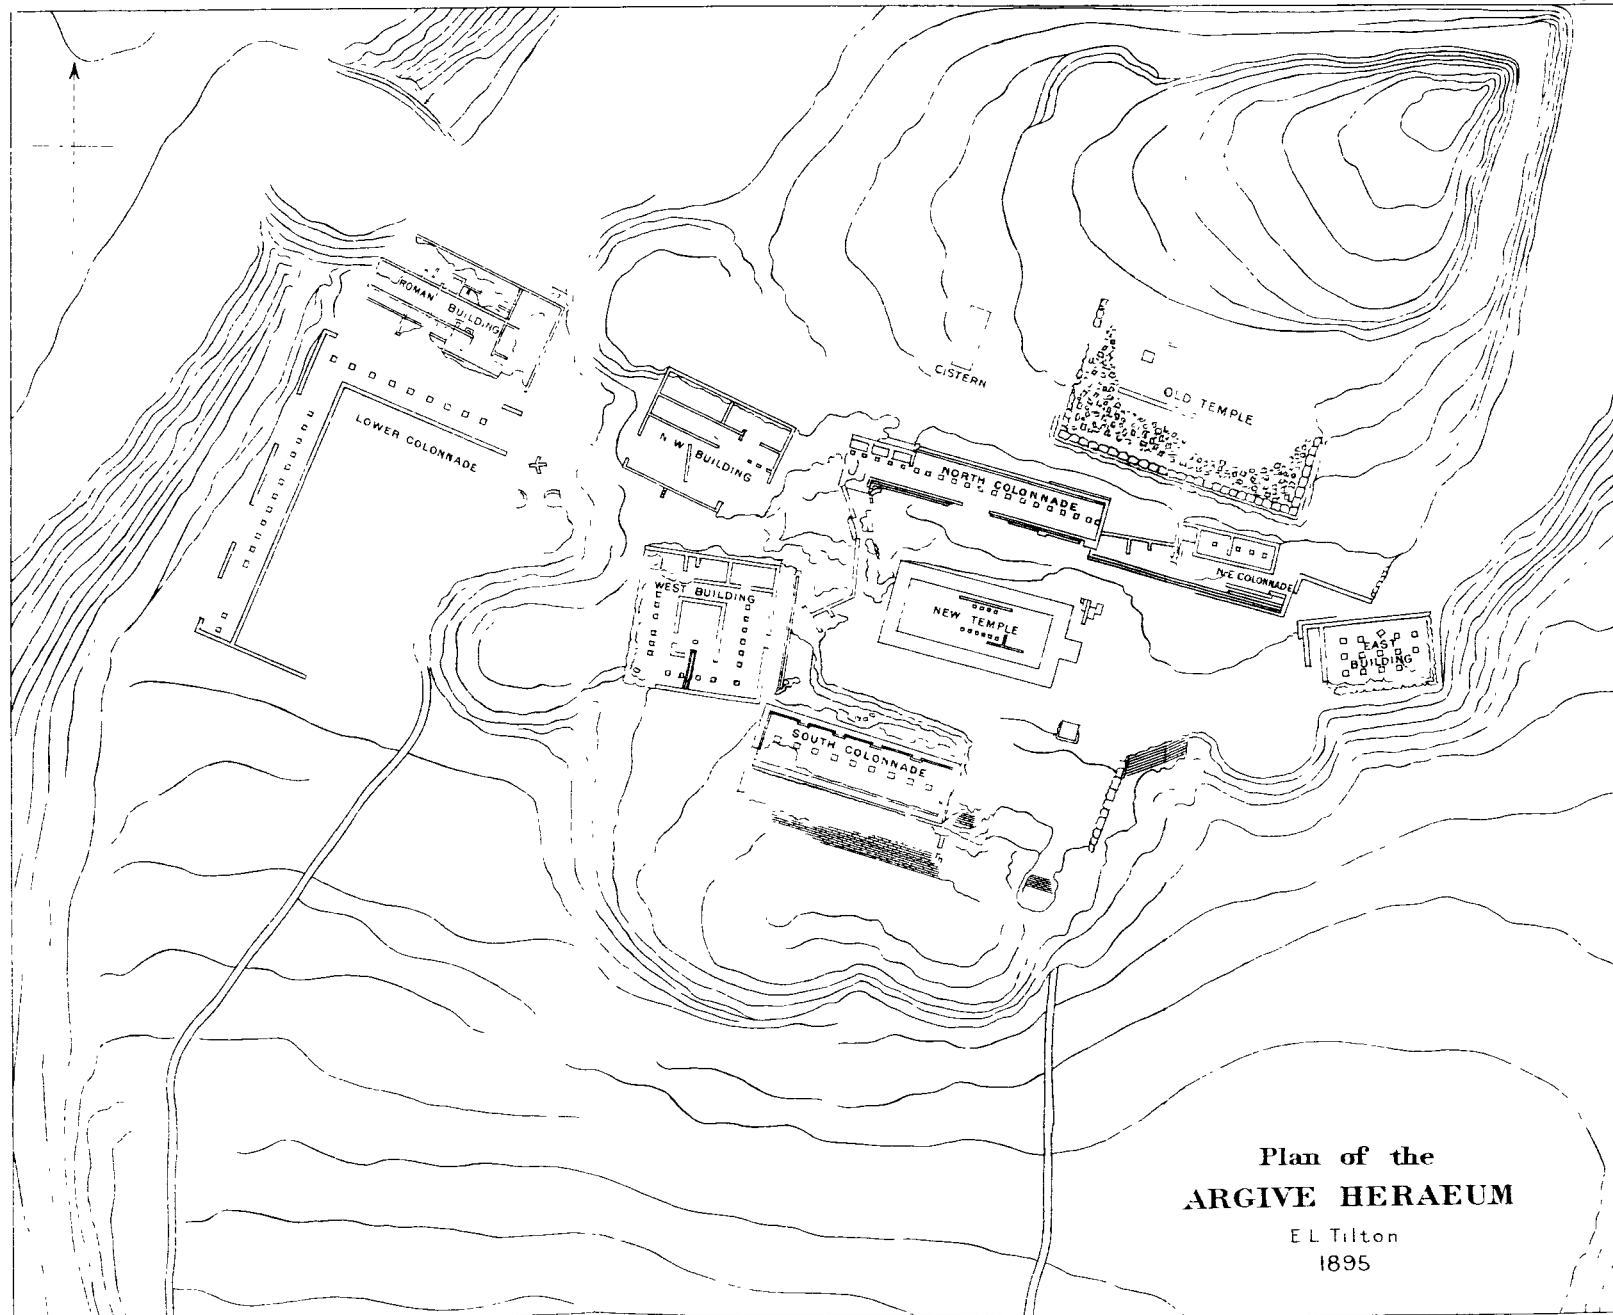 ROMAN
BUILDING
LOWER COLONNADE
N W BUILDING
CISTERN
OLD TEMPLE
NORTH COLONNADE
N-E COLONNADE
WEST BUILDING
NEW TEMPLE
EAST
BUILDING
SOUTH COLONNADE
Plan of the
ARGIVE HERAEUM
E L Tilton
1895